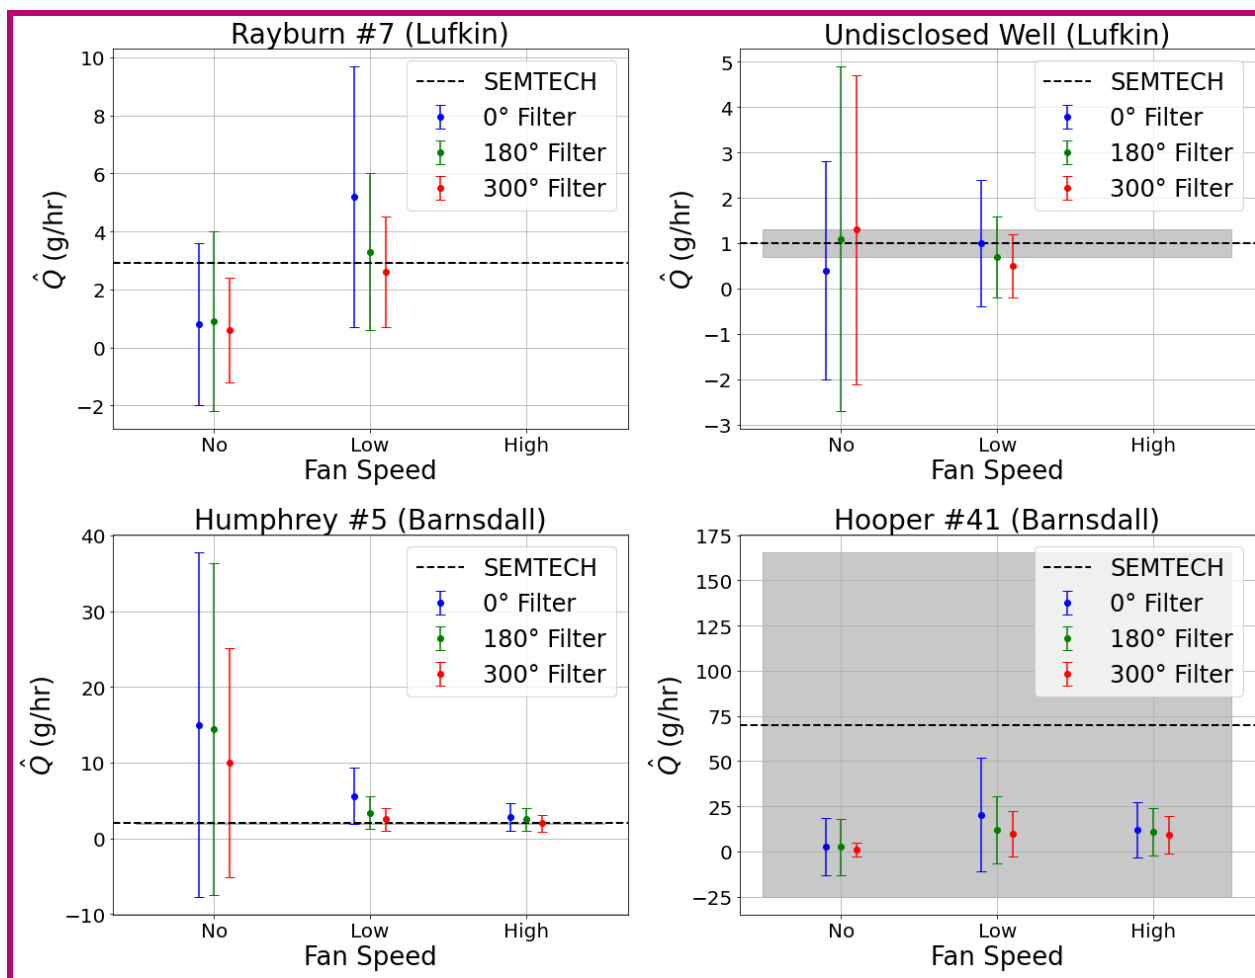 Rayburn #7 (Lufkin)
Q̂ (g/hr)
10
8
6
4
2
0
−2
SEMTECH
0° Filter
180° Filter
300° Filter
No
Low
High
Fan Speed
Undisclosed Well (Lufkin)
Q̂ (g/hr)
5
4
3
2
1
0
−1
−2
−3
SEMTECH
0° Filter
180° Filter
300° Filter
No
Low
High
Fan Speed
Humphrey #5 (Barnsdall)
Q̂ (g/hr)
40
30
20
10
0
−10
SEMTECH
0° Filter
180° Filter
300° Filter
No
Low
High
Fan Speed
Hooper #41 (Barnsdall)
Q̂ (g/hr)
175
150
125
100
75
50
25
0
−25
SEMTECH
0° Filter
180° Filter
300° Filter
No
Low
High
Fan Speed